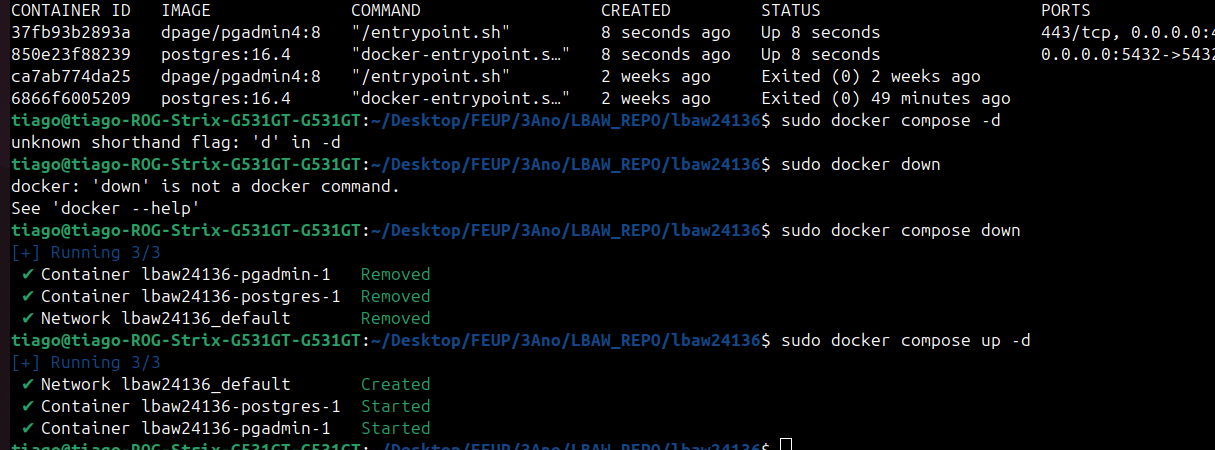 CONTAINER ID   IMAGE            COMMAND                  CREATED         STATUS                      PORTS
37fb93b2893a   dpage/pgadmin4:8   "/entrypoint.sh"         8 seconds ago   Up 8 seconds                443/tcp, 0.0.0.0:4
850e23f88239   postgres:16.4      "docker-entrypoint.s…"   8 seconds ago   Up 8 seconds                0.0.0.0:5432->5432
ca7ab774da25   dpage/pgadmin4:8   "/entrypoint.sh"         2 weeks ago     Exited (0) 2 weeks ago
6866f6005209   postgres:16.4      "docker-entrypoint.s…"   2 weeks ago     Exited (0) 49 minutes ago
tiago@tiago-ROG-Strix-G531GT-G531GT:~/Desktop/FEUP/3Ano/LBAW_REPO/lbaw24136$ sudo docker compose -d
unknown shorthand flag: 'd' in -d
tiago@tiago-ROG-Strix-G531GT-G531GT:~/Desktop/FEUP/3Ano/LBAW_REPO/lbaw24136$ sudo docker down
docker: 'down' is not a docker command.
See 'docker --help'
tiago@tiago-ROG-Strix-G531GT-G531GT:~/Desktop/FEUP/3Ano/LBAW_REPO/lbaw24136$ sudo docker compose down
[+] Running 3/3
✔ Container lbaw24136-pgadmin-1   Removed
✔ Container lbaw24136-postgres-1  Removed
✔ Network lbaw24136_default       Removed
tiago@tiago-ROG-Strix-G531GT-G531GT:~/Desktop/FEUP/3Ano/LBAW_REPO/lbaw24136$ sudo docker compose up -d
[+] Running 3/3
✔ Network lbaw24136_default       Created
✔ Container lbaw24136-postgres-1  Started
✔ Container lbaw24136-pgadmin-1   Started
tiago@tiago-ROG-Strix-G531GT-G531GT:~/Desktop/FEUP/3Ano/LBAW_REPO/lbaw24136$